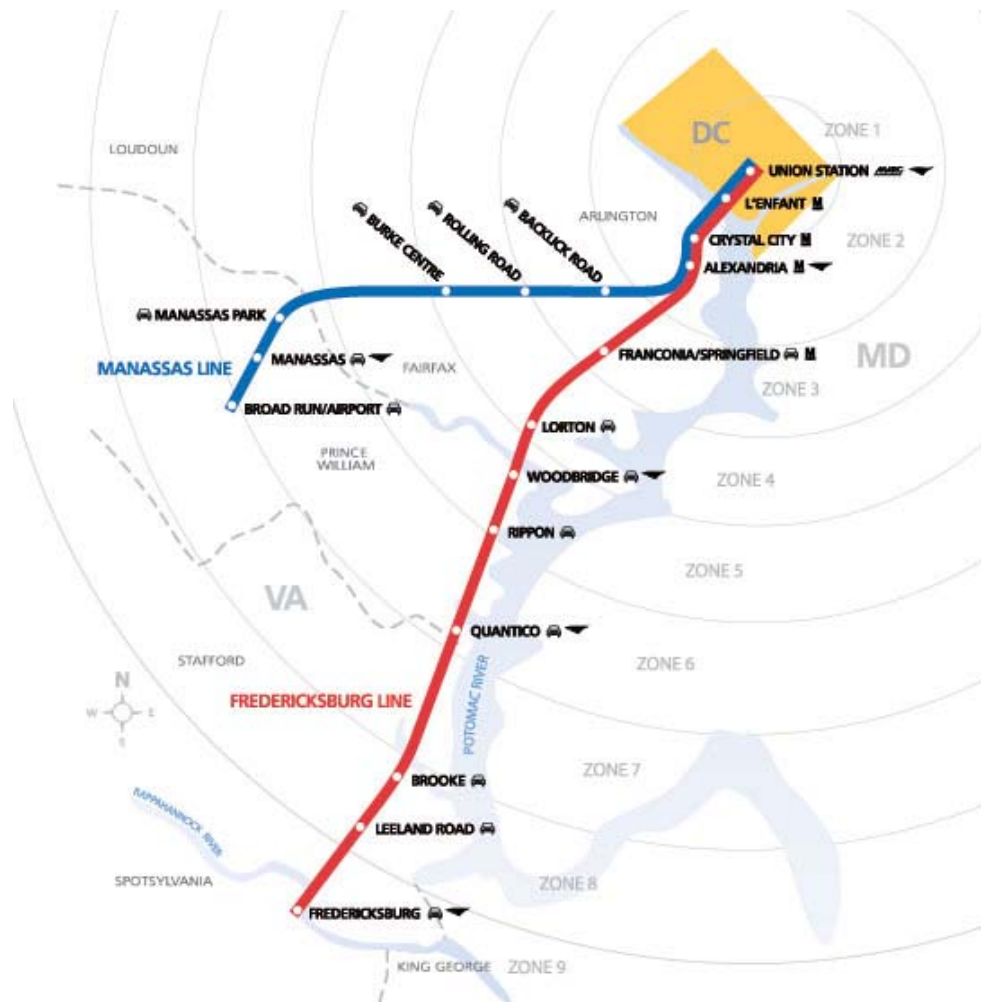 DC
ZONE 1
LOUDOUN
UNION STATION
L'ENFANT M
ARLINGTON
BURKE CENTRE
ROLLING ROAD
BACKLICK ROAD
CRYSTAL CITY M
ZONE 2
ALEXANDRIA M
MANASSAS PARK
MANASSAS
MANASSAS LINE
FAIRFAX
FRANCONIA/SPRINGFIELD M
MD
ZONE 3
BROAD RUN/AIRPORT
LORTON
PRINCE
WILLIAM
WOODBRIDGE
ZONE 4
RIPPON
ZONE 5
VA
QUANTICO
STAFFORD
ZONE 6
N
W E
S
FREDERICKSBURG LINE
POTOMAC RIVER
BROOKE
ZONE 7
RAPPAHANNOCK
RIVER
LEELAND ROAD
SPOTSYLVANIA
ZONE 8
FREDERICKSBURG
KING GEORGE
ZONE 9